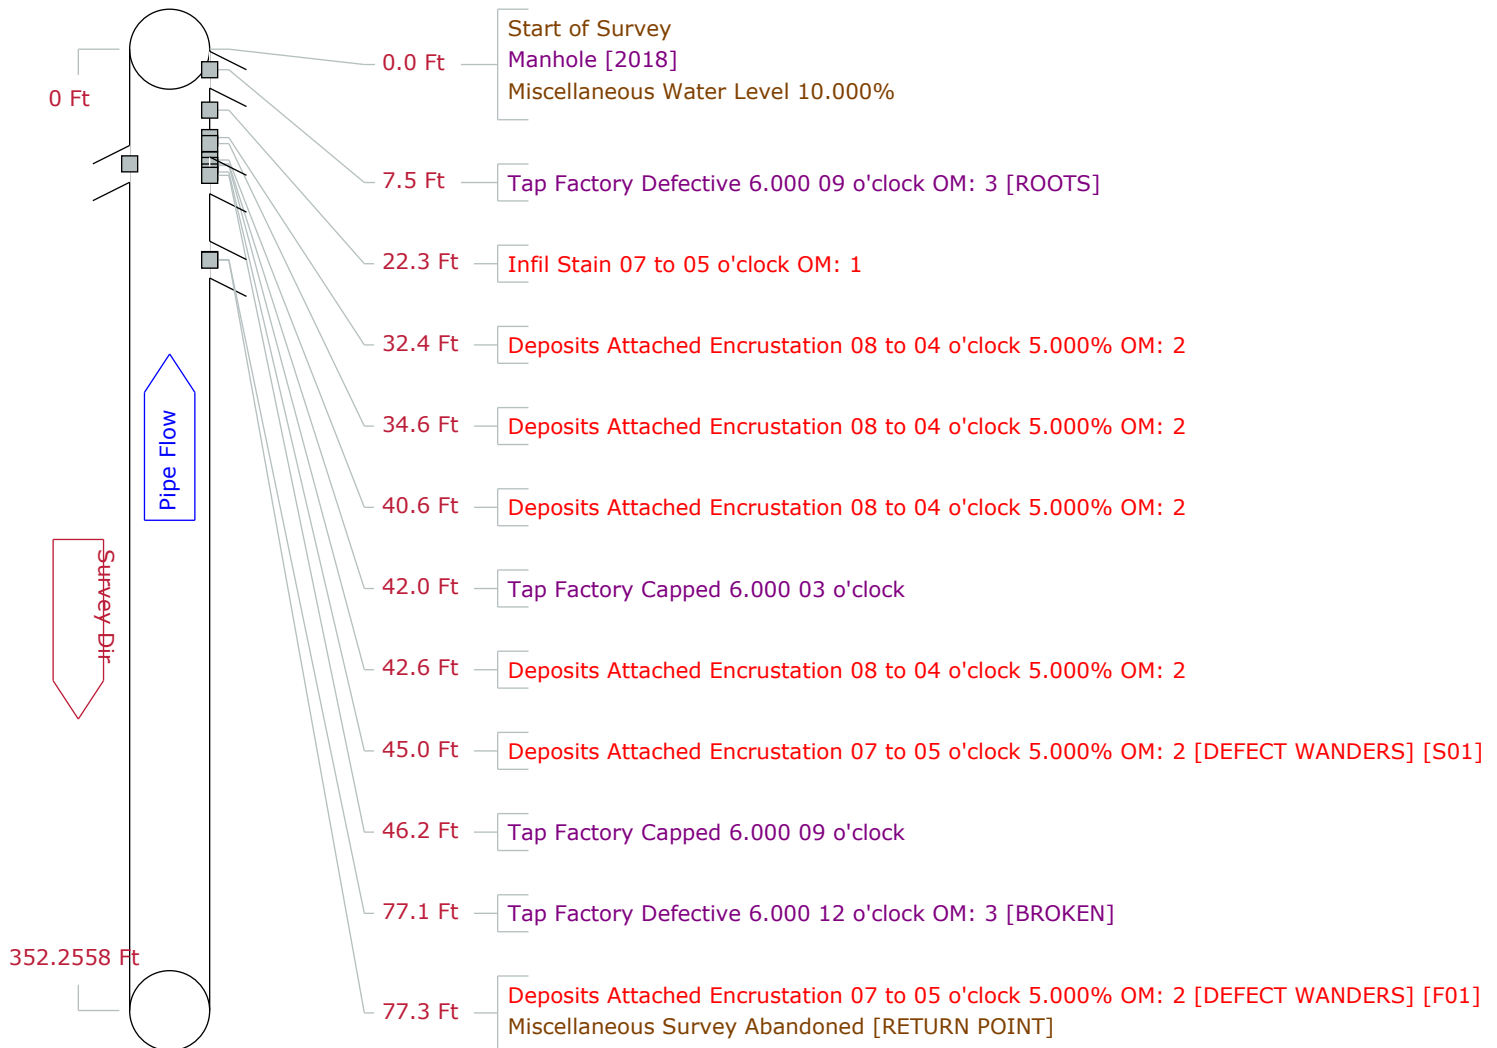 0 Ft
0.0 Ft
Start of Survey
Manhole [2018]
Miscellaneous Water Level 10.000%
7.5 Ft
Tap Factory Defective 6.000 09 o'clock OM: 3 [ROOTS]
22.3 Ft
Infil Stain 07 to 05 o'clock OM: 1
32.4 Ft
Deposits Attached Encrustation 08 to 04 o'clock 5.000% OM: 2
34.6 Ft
Deposits Attached Encrustation 08 to 04 o'clock 5.000% OM: 2
40.6 Ft
Deposits Attached Encrustation 08 to 04 o'clock 5.000% OM: 2
42.0 Ft
Tap Factory Capped 6.000 03 o'clock
42.6 Ft
Deposits Attached Encrustation 08 to 04 o'clock 5.000% OM: 2
45.0 Ft
Deposits Attached Encrustation 07 to 05 o'clock 5.000% OM: 2 [DEFECT WANDERS] [S01]
46.2 Ft
Tap Factory Capped 6.000 09 o'clock
77.1 Ft
Tap Factory Defective 6.000 12 o'clock OM: 3 [BROKEN]
77.3 Ft
Deposits Attached Encrustation 07 to 05 o'clock 5.000% OM: 2 [DEFECT WANDERS] [F01]
Miscellaneous Survey Abandoned [RETURN POINT]
Pipe Flow
Survey Dir
352.2558 Ft